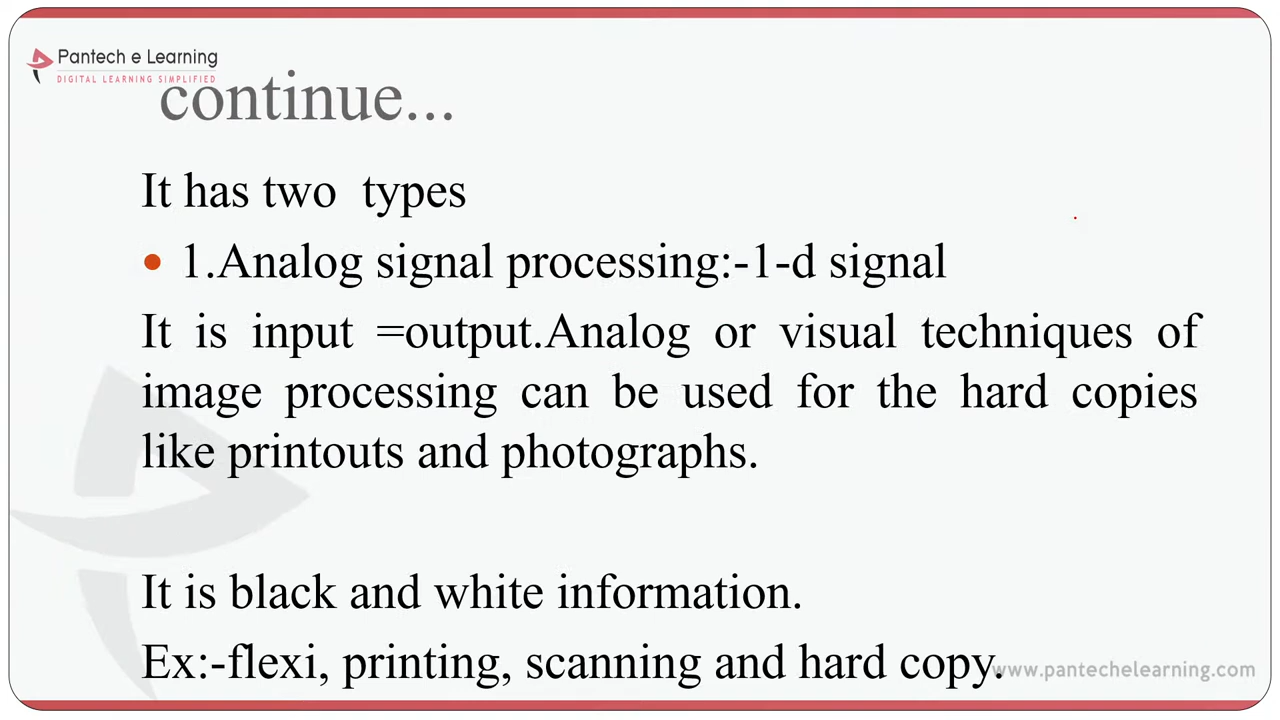 Pantech e Learning
DIGITAL LEARNING SIMPLIFIED
continue...
It has two types
1.Analog signal processing:-1-d signal
It is input =output.Analog or visual techniques of
image processing can be used for the hard copies
like printouts and photographs.
It is black and white information.
Ex:-flexi, printing, scanning and hard copy.
www.pantechelearning.com